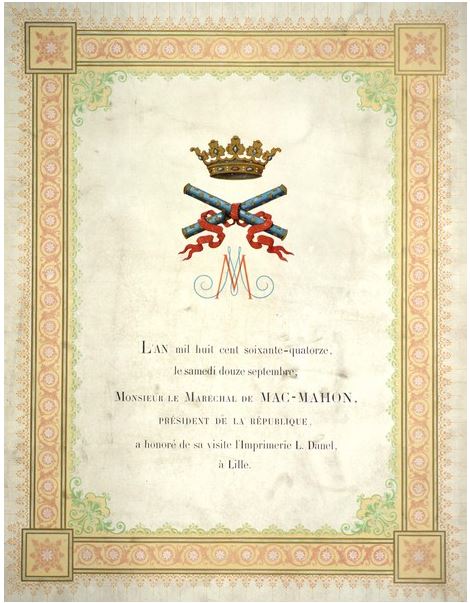 M
L'AN mil huit cent soixante-quatorze,
le samedi douze septembre,
MONSIEUR LE MARÉCHAL DE MAC-MAHON,
PRÉSIDENT DE LA RÉPUBLIQUE,
a honoré de sa visite l'Imprimerie L. Danel,
à Lille.